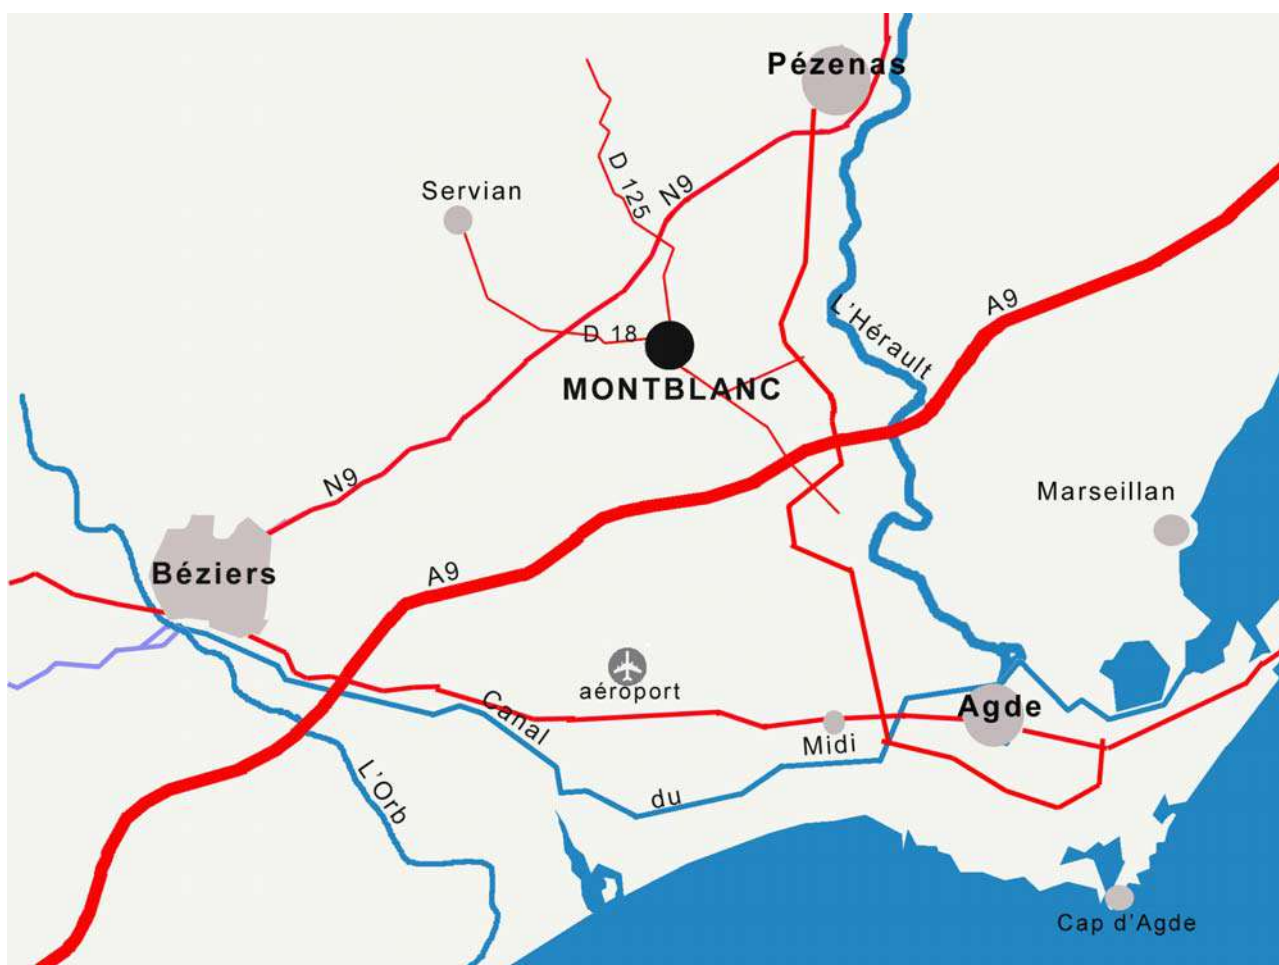 Pézenas
D 125
N9
Servian
A9
L'Hérault
D 18
MONTBLANC
N9
Marseillan
Béziers
A9
aéroport
Canal
Agde
Midi
L'Orb
du
Cap d'Agde